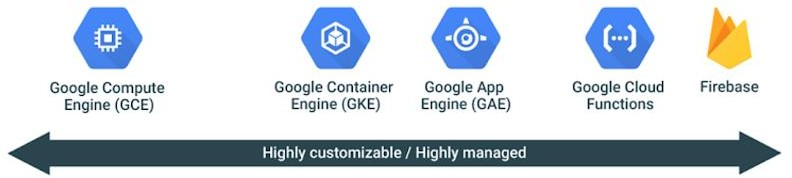 Google Compute
Engine (GCE)
Google Container
Engine (GKE)
Google App
Engine (GAE)
Google Cloud
Functions
Firebase
Highly customizable / Highly managed